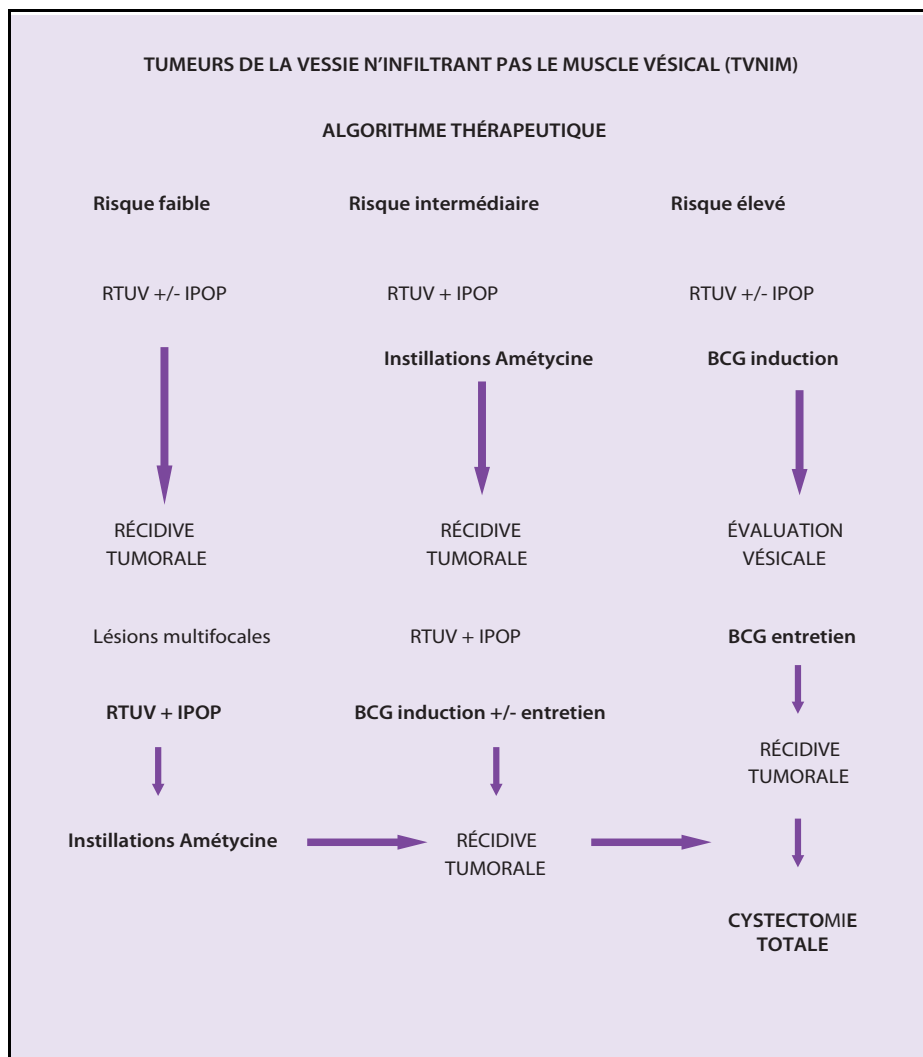 TUMEURS DE LA VESSIE N'INFILTRANT PAS LE MUSCLE VÉSICAL (TVNIM)
ALGORITHME THÉRAPEUTIQUE
Risque faible
Risque intermédiaire
Risque élevé
RTUV +/- IPOP
RTUV + IPOP
RTUV +/- IPOP
Instillations Amétycine
BCG induction
RÉCIDIVE
TUMORALE
RÉCIDIVE
TUMORALE
ÉVALUATION
VÉSICALE
Lésions multifocales
RTUV + IPOP
BCG entretien
RTUV + IPOP
BCG induction +/- entretien
RÉCIDIVE
TUMORALE
Instillations Amétycine
RÉCIDIVE
TUMORALE
CYSTECTOMIE
TOTALE